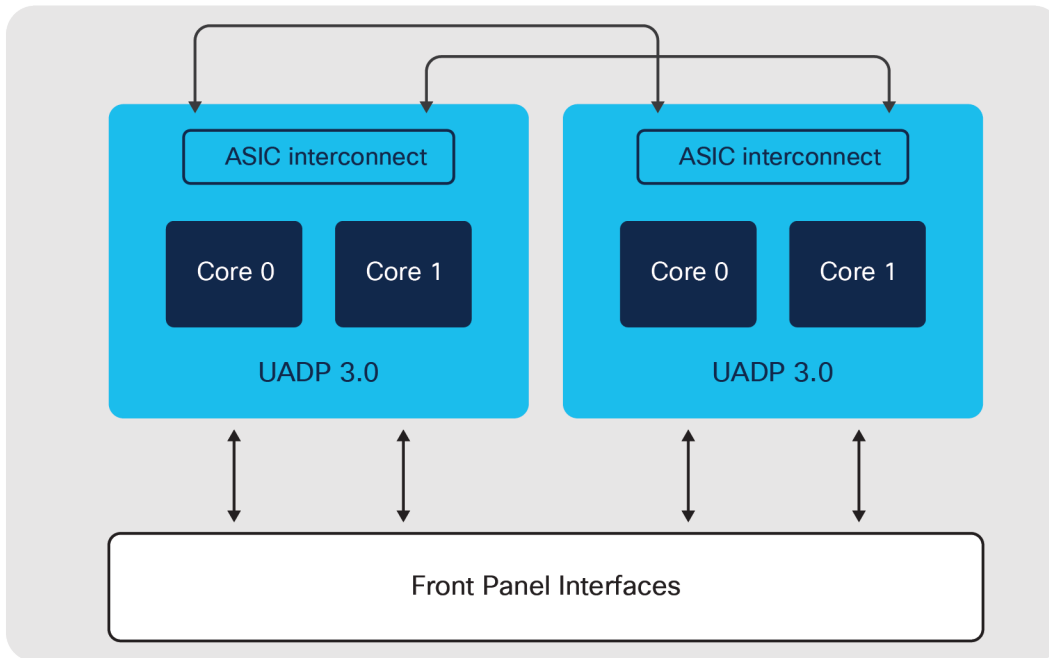 ASIC interconnect
ASIC interconnect
Core 0
Core 1
Core 0
Core 1
UADP 3.0
UADP 3.0
Front Panel Interfaces